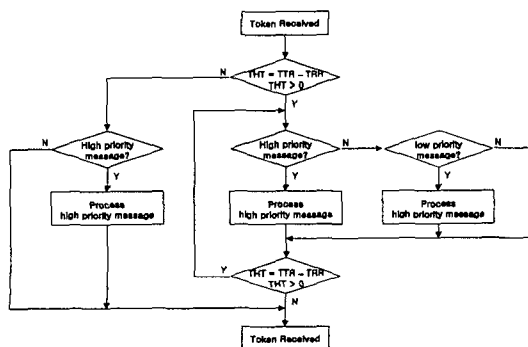 Token Received
THT = TTR - TRR
THT > 0
N
Y
N
High priority
message?
Y
High priority
message?
N
Y
low priority
message?
N
Y
Process
high priority message
Process
high priority message
Process
high priority message
Y
THT = TTR - TRR
THT > 0
N
Token Received